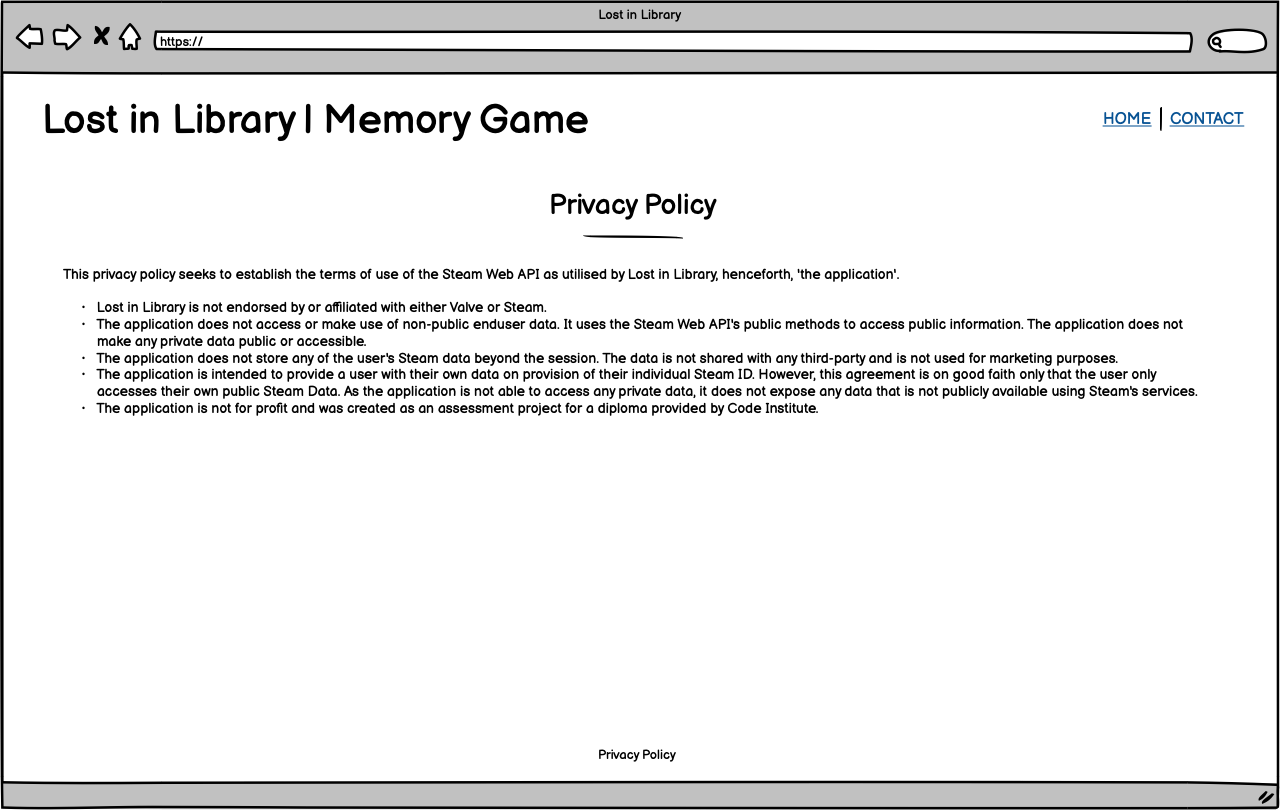 Lost in Library
https://
Lost in Library | Memory Game
HOME | CONTACT
Privacy Policy
This privacy policy seeks to establish the terms of use of the Steam Web API as utilised by Lost in Library, henceforth, 'the application'.
· Lost in Library is not endorsed by or affiliated with either Valve or Steam.
· The application does not access or make use of non-public enduser data. It uses the Steam Web API's public methods to access public information. The application does not
make any private data public or accessible.
· The application does not store any of the user's Steam data beyond the session. The data is not shared with any third-party and is not used for marketing purposes.
· The application is intended to provide a user with their own data on provision of their individual Steam ID. However, this agreement is on good faith only that the user only
accesses their own public Steam Data. As the application is not able to access any private data, it does not expose any data that is not publicly available using Steam's services.
· The application is not for profit and was created as an assessment project for a diploma provided by Code Institute.
Privacy Policy